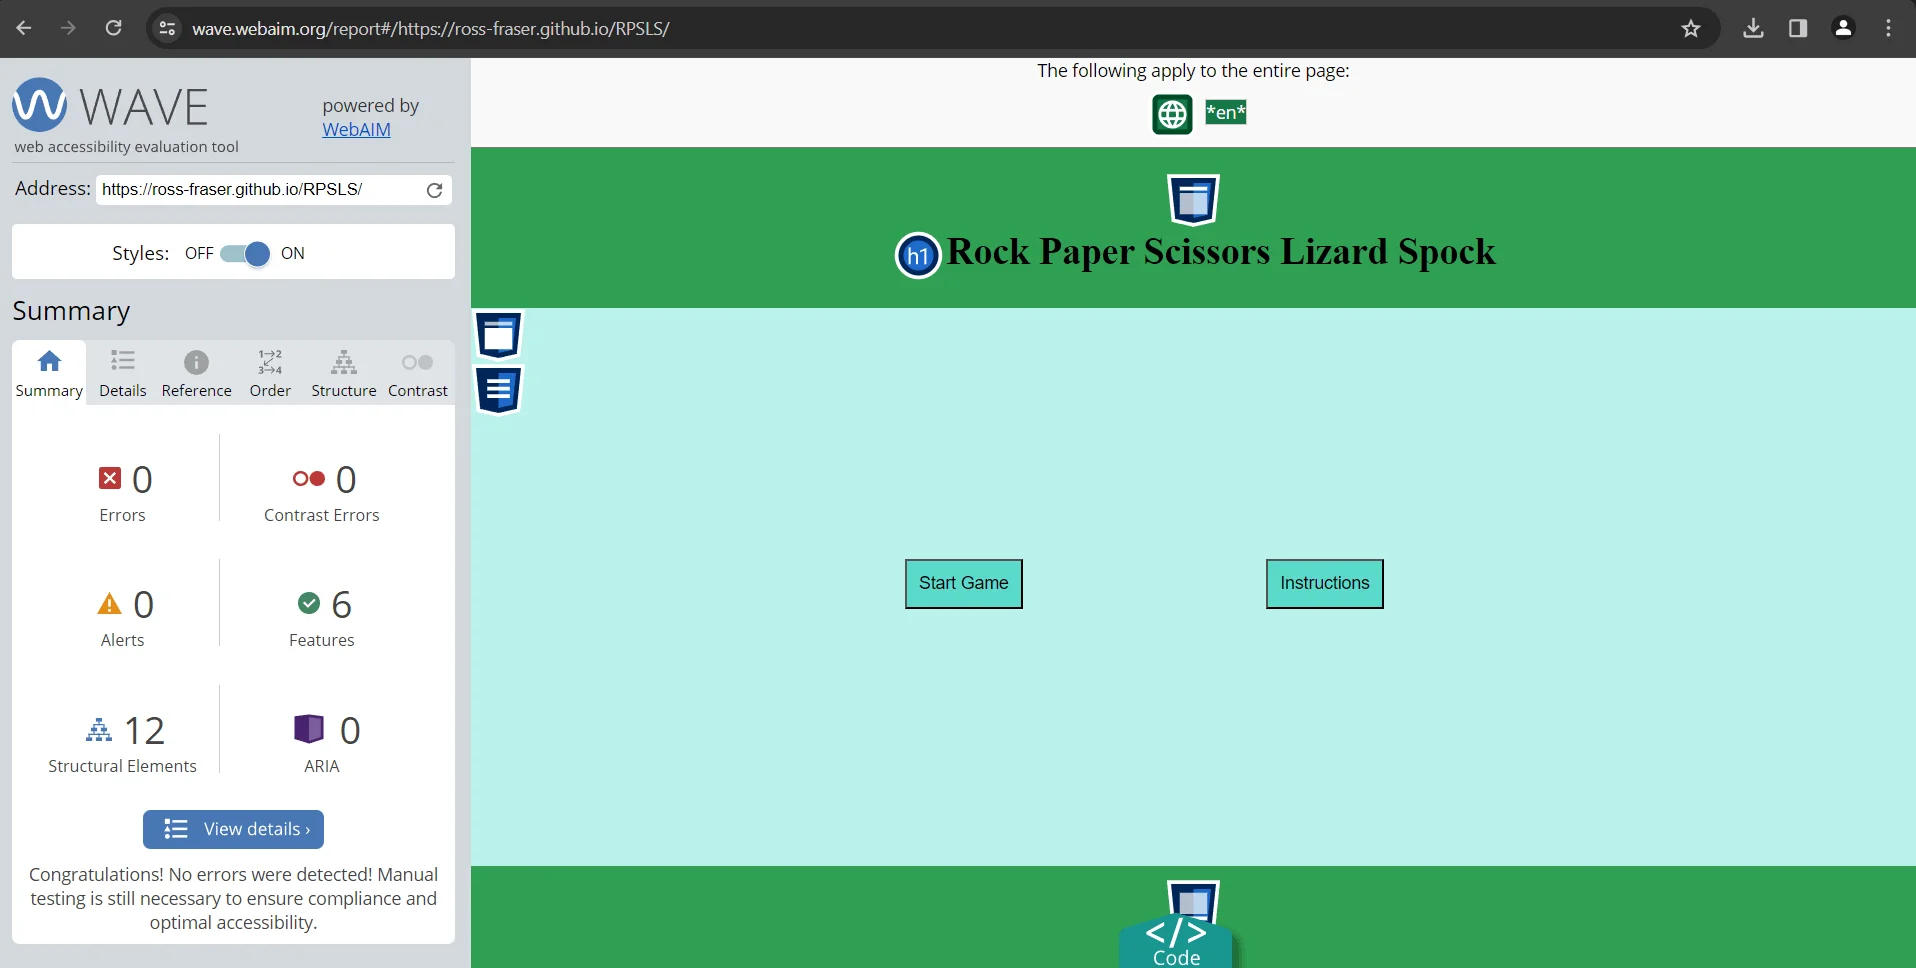 wave.webaim.org/report#/https://ross-fraser.github.io/RPSLS/
WAVE
powered by
WebAIM
web accessibility evaluation tool
Address: https://ross-fraser.github.io/RPSLS/
Styles: OFF ON
Summary
Summary Details Reference Order Structure Contrast
1→2
3→4
0 0
Errors Contrast Errors
0 6
Alerts Features
12 0
Structural Elements ARIA
View details ›
Congratulations! No errors were detected! Manual
testing is still necessary to ensure compliance and
optimal accessibility.
The following apply to the entire page:
*en*
h1 Rock Paper Scissors Lizard Spock
Start Game Instructions
</>
Code